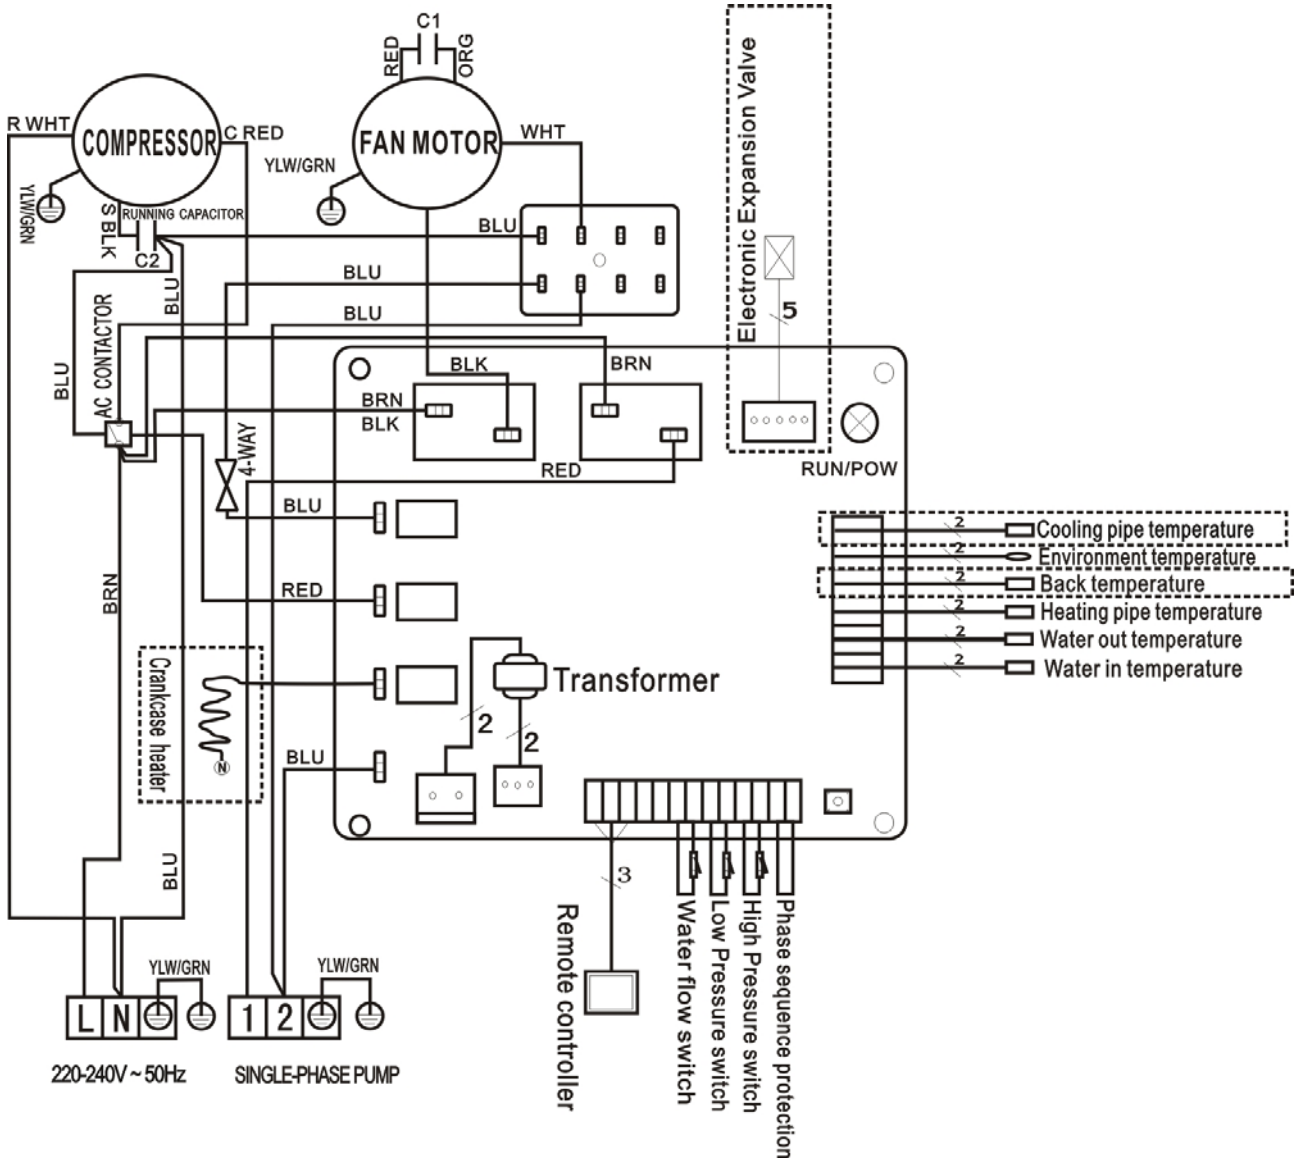 C1
RED
ORG
Electronic Expansion Valve
R WHT
COMPRESSOR
C RED
FAN MOTOR
WHT
YLW/GRN
YLW/GRN
S BLK
RUNNING CAPACITOR
C2
BLU
BLU
BLU
BLU
5
AC CONTACTOR
BLU
BLK
BRN
BRN
BLK
4-WAY
RED
RUN/POW
BLU
2
Cooling pipe temperature
2
Environment temperature
2
Back temperature
2
Heating pipe temperature
2
Water out temperature
2
Water in temperature
BRN
RED
Crankcase heater
N
Transformer
2
2
BLU
BLU
3
Remote controller
Water flow switch
Low Pressure switch
High Pressure switch
Phase sequence protection
YLW/GRN
YLW/GRN
L N
1 2
220-240V ~ 50Hz
SINGLE-PHASE PUMP